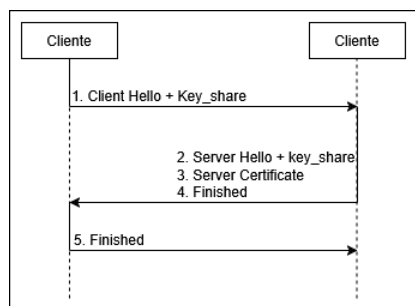 Cliente
Cliente
1. Client Hello + Key_share
2. Server Hello + key_share
3. Server Certificate
4. Finished
5. Finished